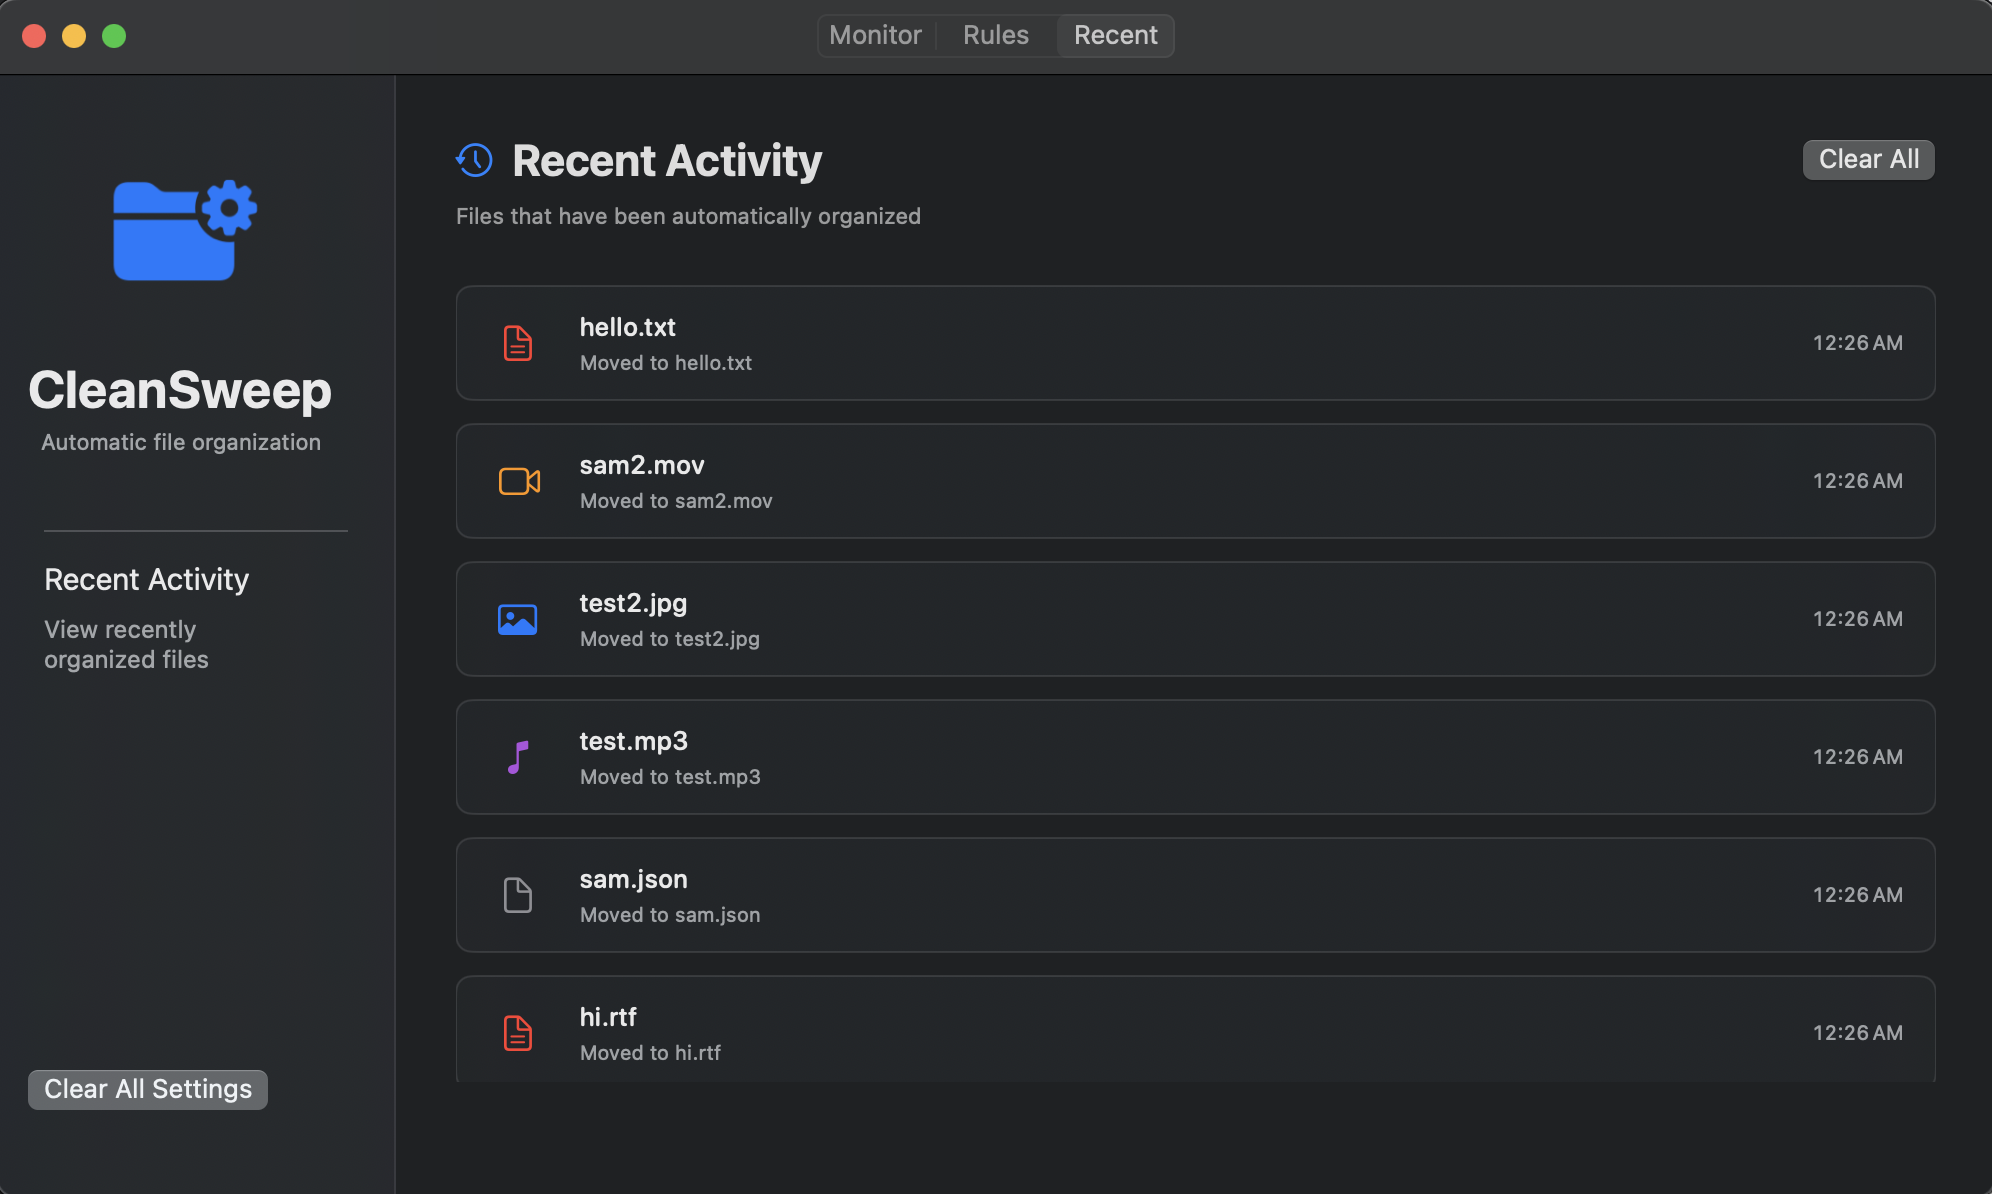 Monitor
Rules
Recent
CleanSweep
Automatic file organization
Recent Activity
View recently
organized files
Clear All Settings
Recent Activity
Clear All
Files that have been automatically organized
hello.txt
Moved to hello.txt
12:26 AM
sam2.mov
Moved to sam2.mov
12:26 AM
test2.jpg
Moved to test2.jpg
12:26 AM
test.mp3
Moved to test.mp3
12:26 AM
sam.json
Moved to sam.json
12:26 AM
hi.rtf
Moved to hi.rtf
12:26 AM